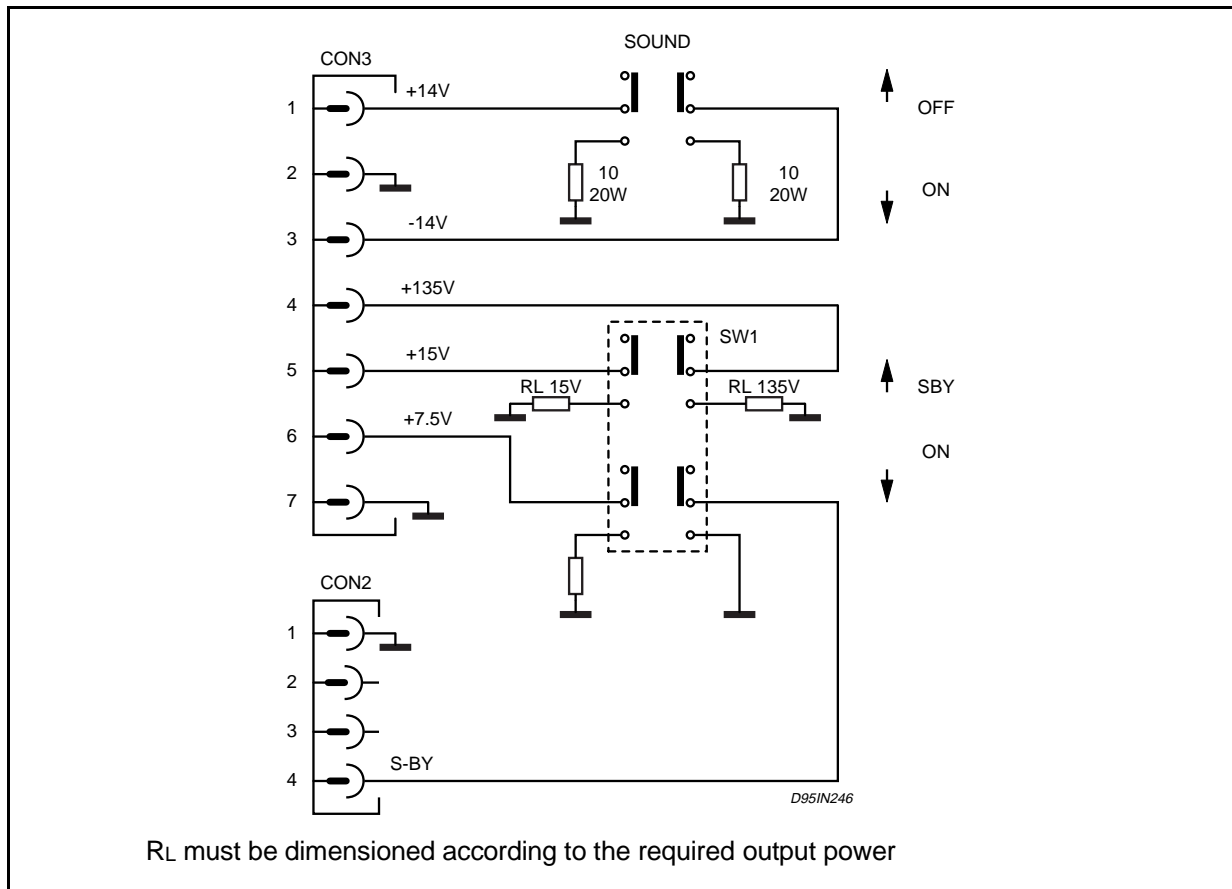 SOUND
CON3
1
+14V
OFF
2
10
20W
10
20W
ON
3
-14V
4
+135V
SW1
5
+15V
RL 15V
RL 135V
SBY
6
+7.5V
ON
7
CON2
1
2
3
4
S-BY
D95IN246
RL must be dimensioned according to the required output power